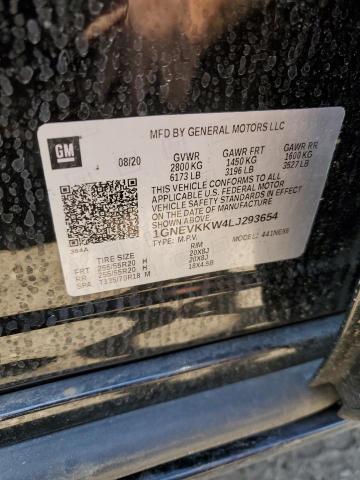 MFD BY GENERAL MOTORS LLC
GM
08/20
GVWR GAWR FRT GAWR RR
2800 KG 1450 KG 1600 KG
6173 LB 3196 LB 3527 LB
THIS VEHICLE CONFORMS TO ALL
APPLICABLE U.S. FEDERAL MOTOR
VEHICLE SAFETY STANDARDS IN EFFECT
ON THE DATE OF MANUFACTURE
SHOWN ABOVE.
1GNEVKKW4LJ293654
TYPE: M.P.V. MODEL:
TIRE SIZE RIM
FRT 255/55R20 H 20X8J
RR 255/55R20 H 20X8J
SPA T135/70R18 M 18X4.5B